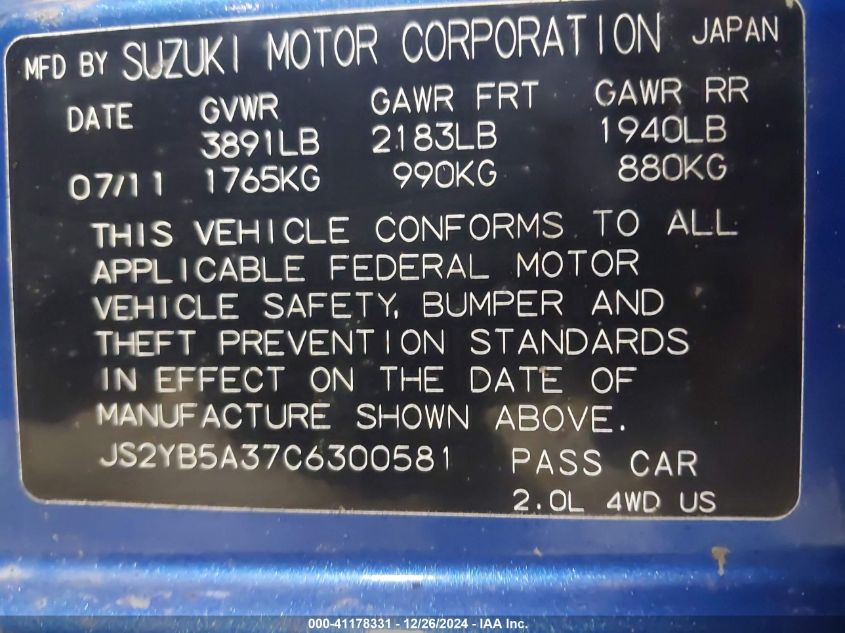 MFD BY SUZUKI MOTOR CORPORATION JAPAN
DATE GVWR GAWR FRT GAWR RR
3891LB 2183LB 1940LB
07/11 1765KG 990KG 880KG
THIS VEHICLE CONFORMS TO ALL
APPLICABLE FEDERAL MOTOR
VEHICLE SAFETY, BUMPER AND
THEFT PREVENTION STANDARDS
IN EFFECT ON THE DATE OF
MANUFACTURE SHOWN ABOVE.
JS2YB5A37C6300581 PASS CAR
2.0L 4WD US
000-41178331 - 12/26/2024 - IAA Inc.